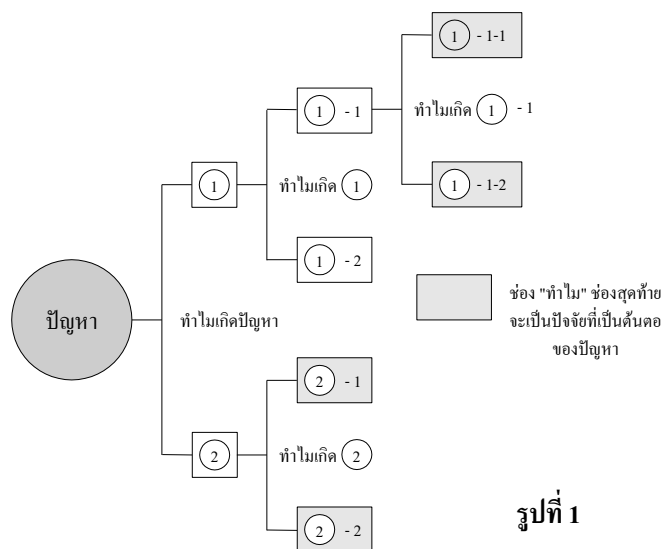 ① - 1-1
① - 1
ทำไมเกิด ① - 1
①
ทำไมเกิด ①
① - 1-2
① - 2
ปัญหา
ทำไมเกิดปัญหา
ช่อง "ทำไม" ช่องสุดท้าย
จะเป็นปัจจัยที่เป็นต้นตอ
ของปัญหา
② - 1
②
ทำไมเกิด ②
② - 2
รูปที่ 1